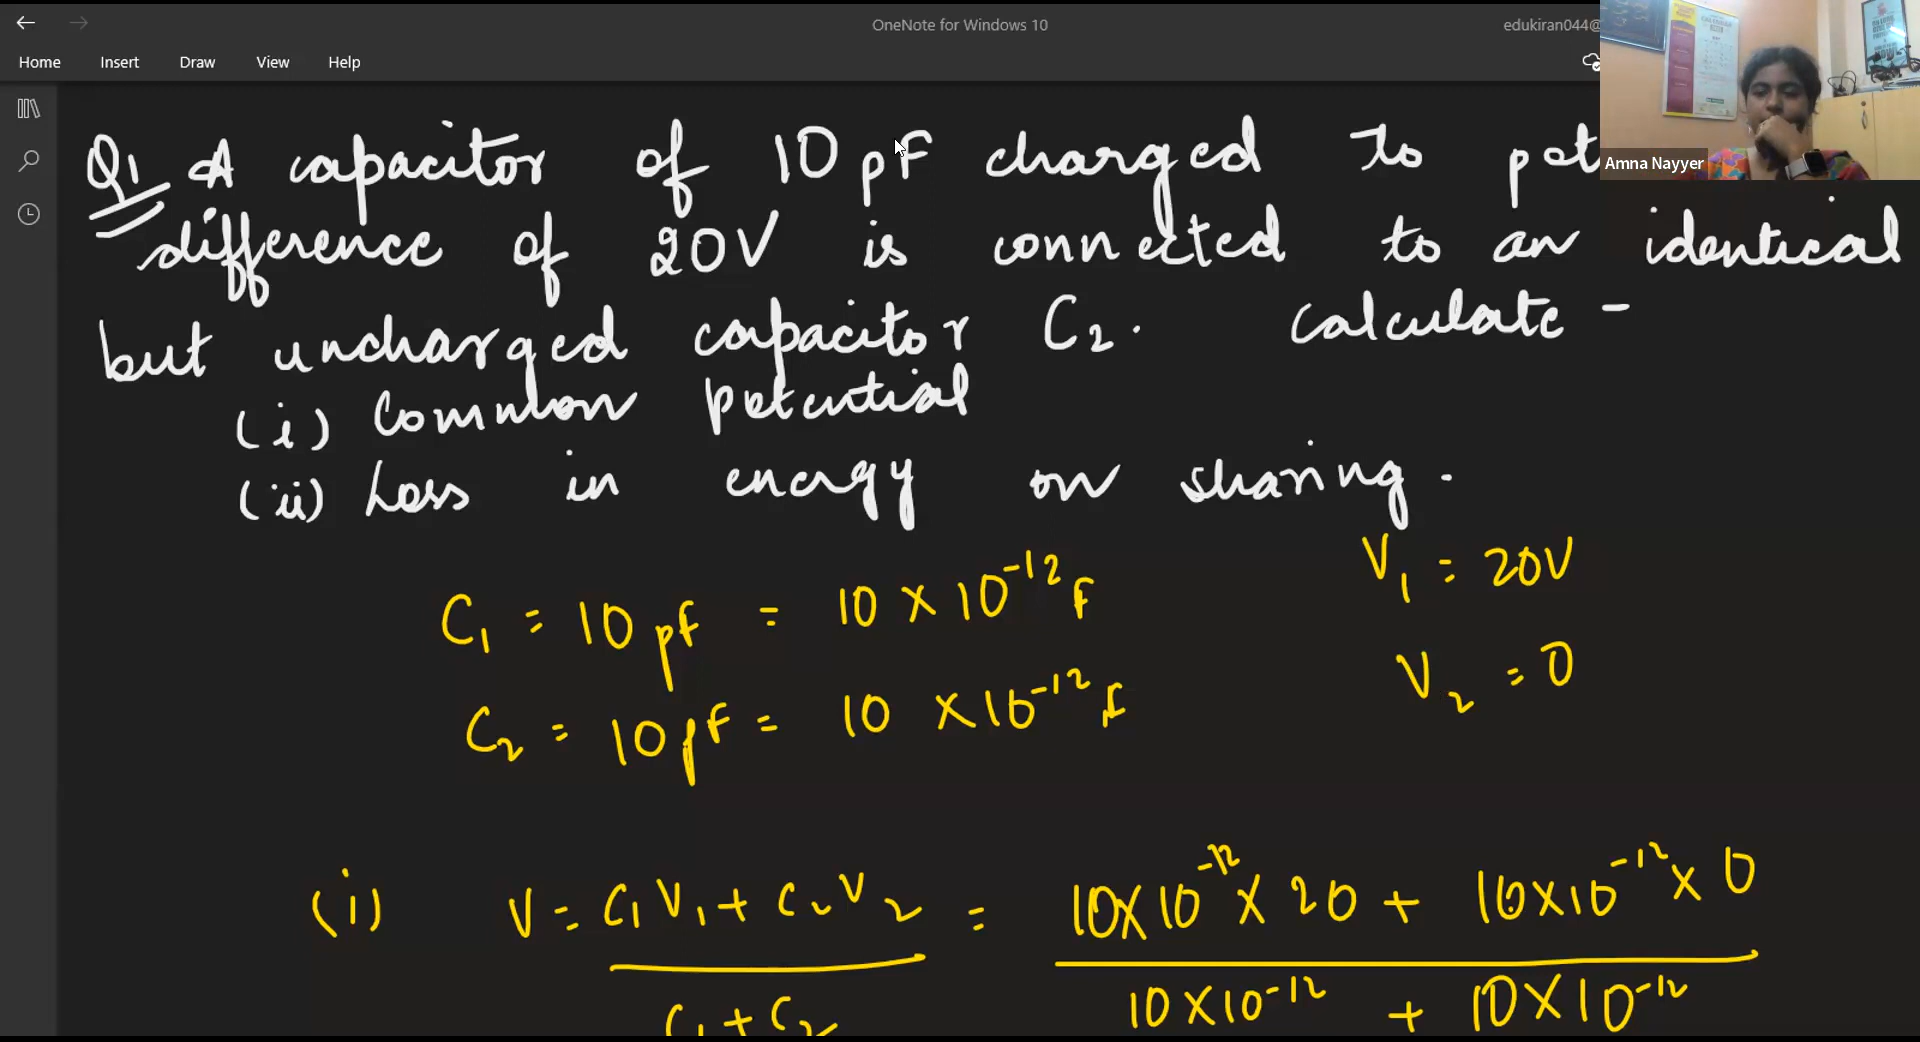 OneNote for Windows 10
edukiran044@
Home Insert Draw View Help
Amna Nayyer
Q1 A capacitor of 10 pF charged to pot
difference of 20V is connected to an identical
but uncharged capacitor C2. calculate -
(i) Common potential
(ii) Loss in energy on sharing.
C1 = 10 pF = 10 × 10^-12 F
V1 = 20V
C2 = 10pF = 10 × 10^-12 F
V2 = 0
(i) V = C1V1 + C2V2 = 10×10^-12 × 20 + 10×10^-12 × 0
C1 + C2 10×10^-12 + 10×10^-12